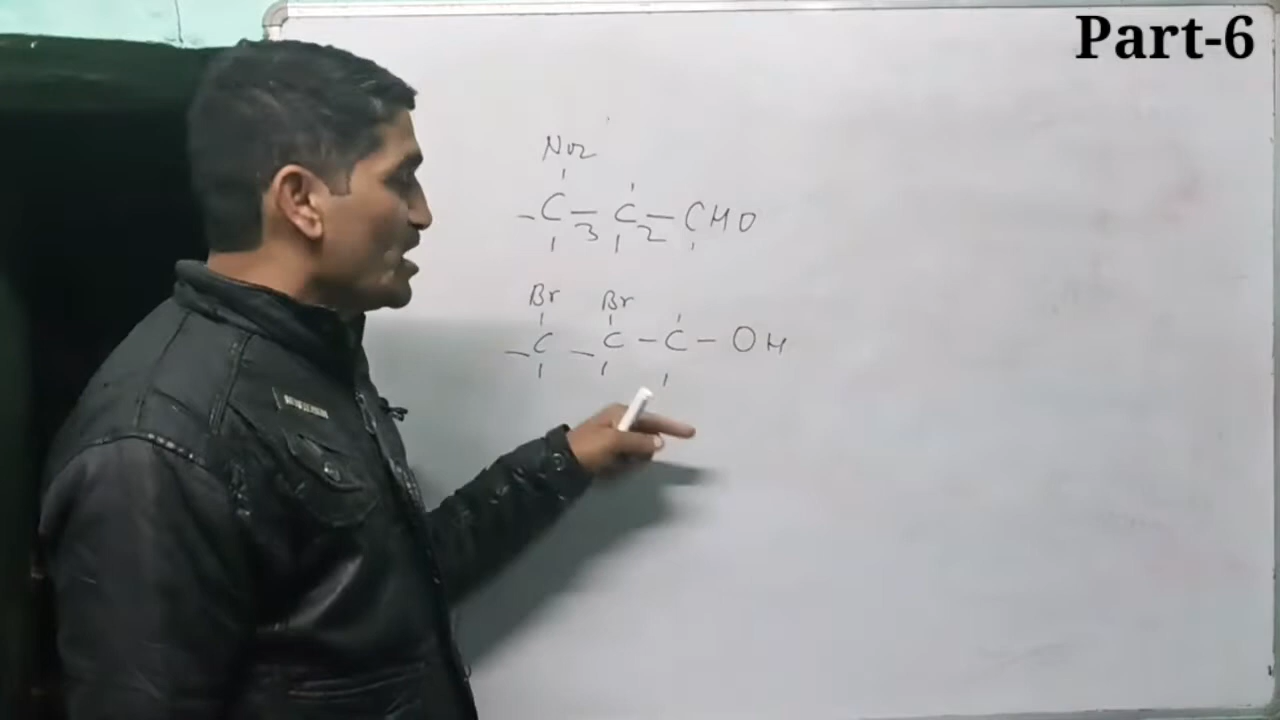 Part-6
NO2
- C - C - CHO
3 2
Br Br
- C - C - C - OH